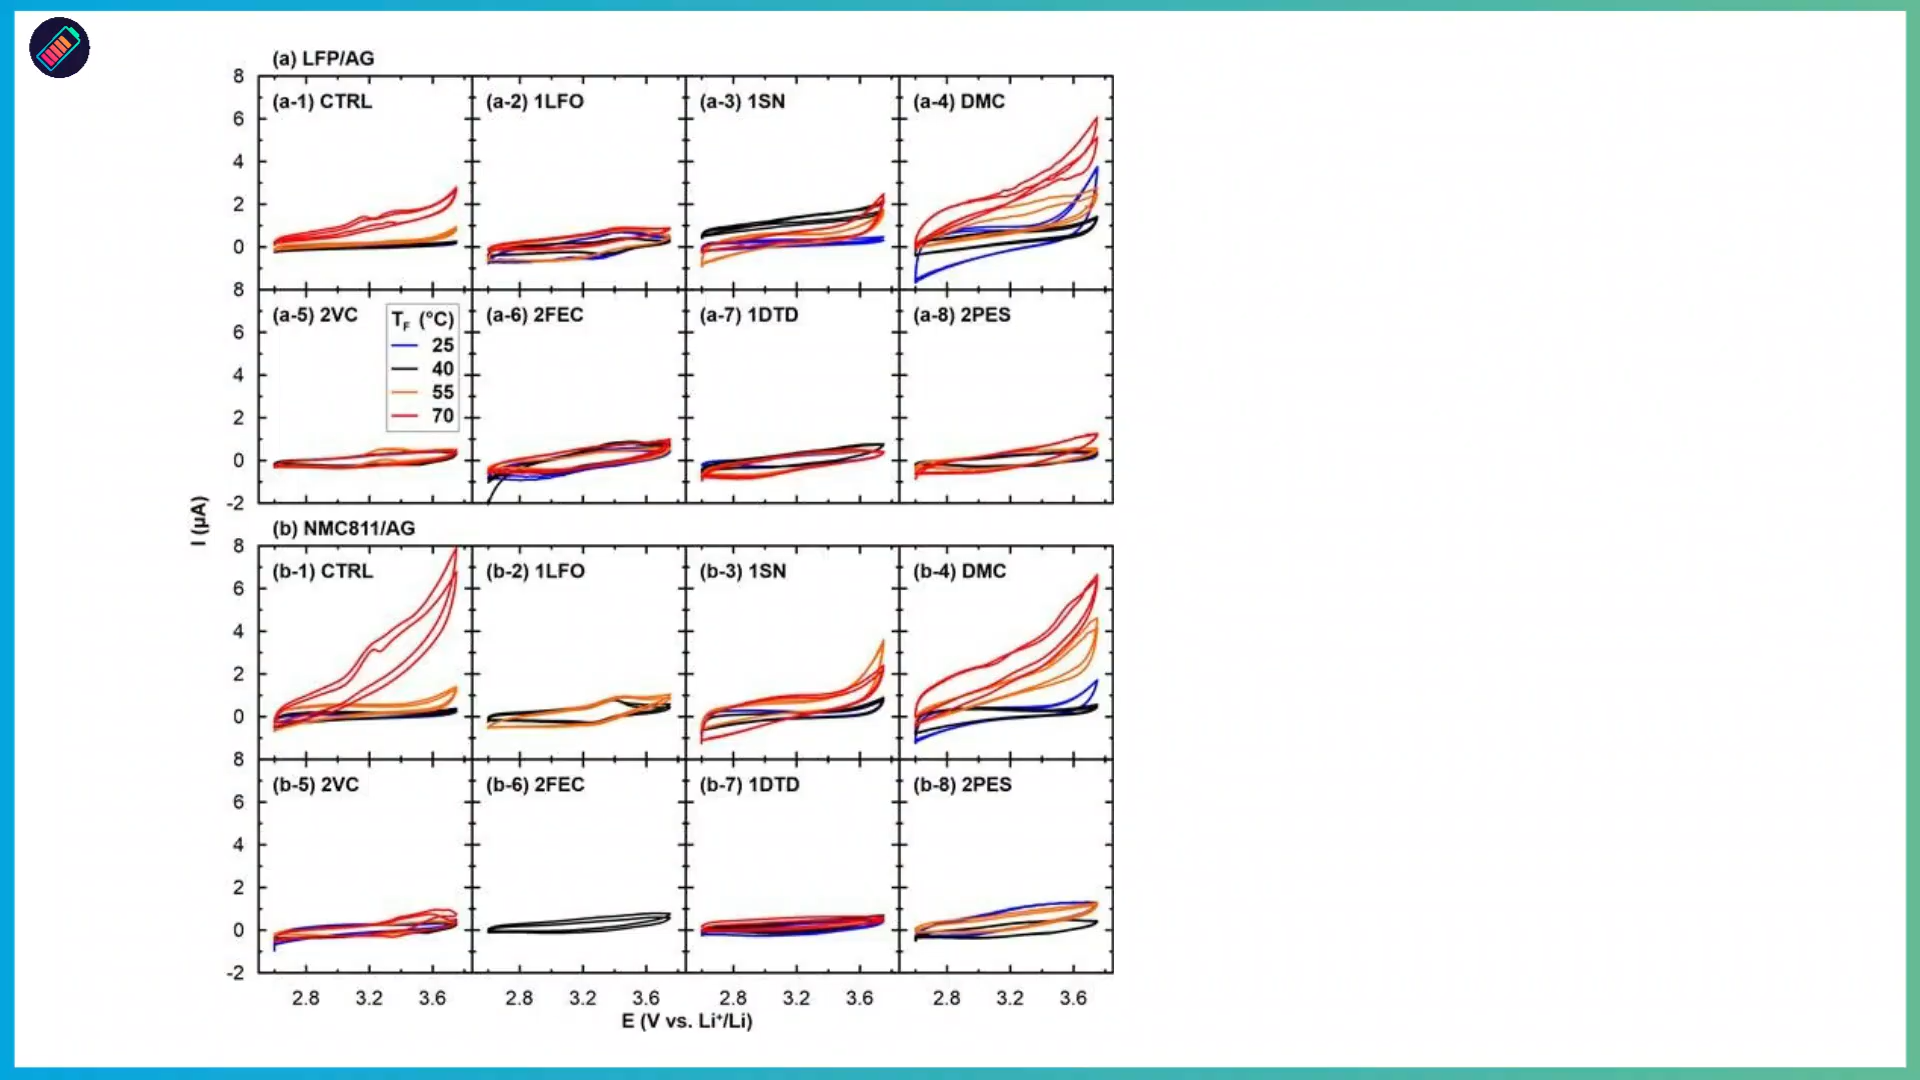 (a) LFP/AG
8
(a-1) CTRL
(a-2) 1LFO
(a-3) 1SN
(a-4) DMC
6
4
2
0
8
(a-5) 2VC
(a-6) 2FEC
(a-7) 1DTD
(a-8) 2PES
T_F (°C)
25
40
55
70
6
4
2
0
-2
I (µA)
(b) NMC811/AG
8
(b-1) CTRL
(b-2) 1LFO
(b-3) 1SN
(b-4) DMC
6
4
2
0
8
(b-5) 2VC
(b-6) 2FEC
(b-7) 1DTD
(b-8) 2PES
6
4
2
0
-2
2.8 3.2 3.6 2.8 3.2 3.6 2.8 3.2 3.6 2.8 3.2 3.6
E (V vs. Li⁺/Li)